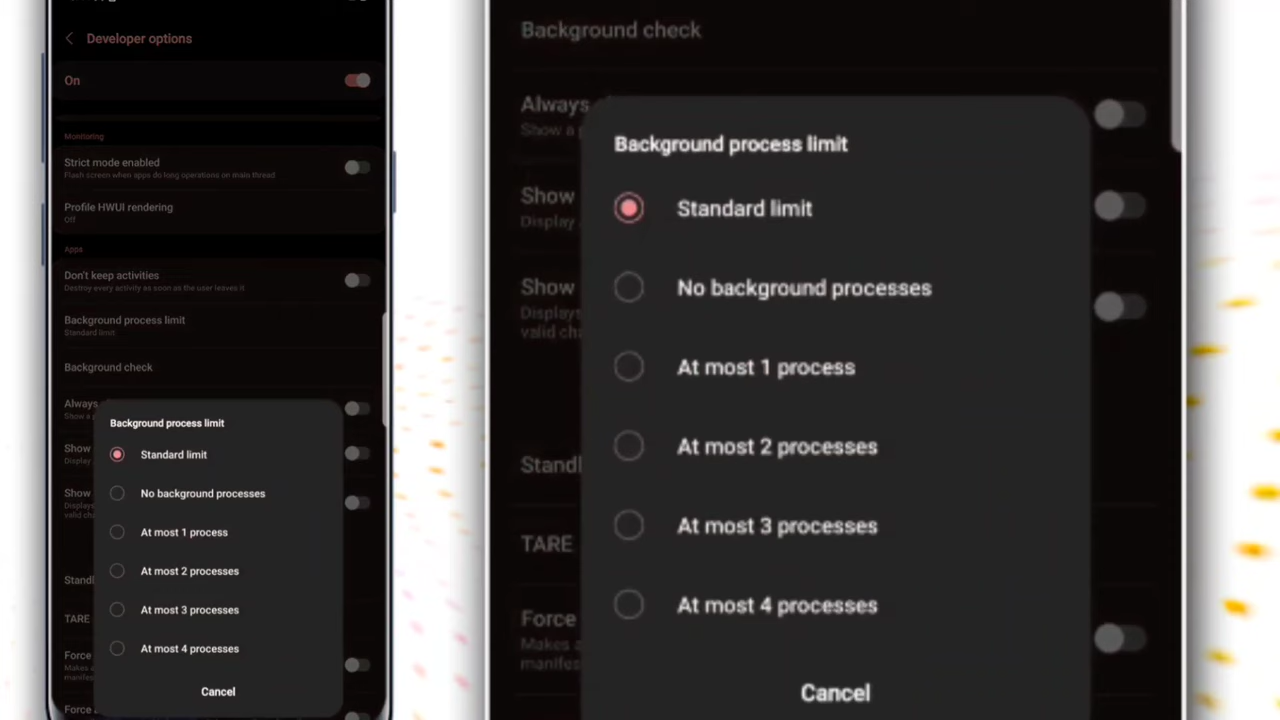 Developer options
On
Monitoring
Strict mode enabled
Flash screen when apps do long operations on main thread
Profile HWUI rendering
Off
Apps
Don't keep activities
Destroy every activity as soon as the user leaves it
Background process limit
Standard limit
Background check
Always
Show a
Show
Display
Show
Displays
valid cha
Background process limit
Standard limit
No background processes
At most 1 process
At most 2 processes
At most 3 processes
At most 4 processes
Cancel
Standl
TARE
Force
Makes a
manifes
Force a
Background check
Always
Show a p
Show
Display
Show
Displays
valid cha
Background process limit
Standard limit
No background processes
At most 1 process
At most 2 processes
At most 3 processes
At most 4 processes
Cancel
Standl
TARE
Force
Makes a
manifes